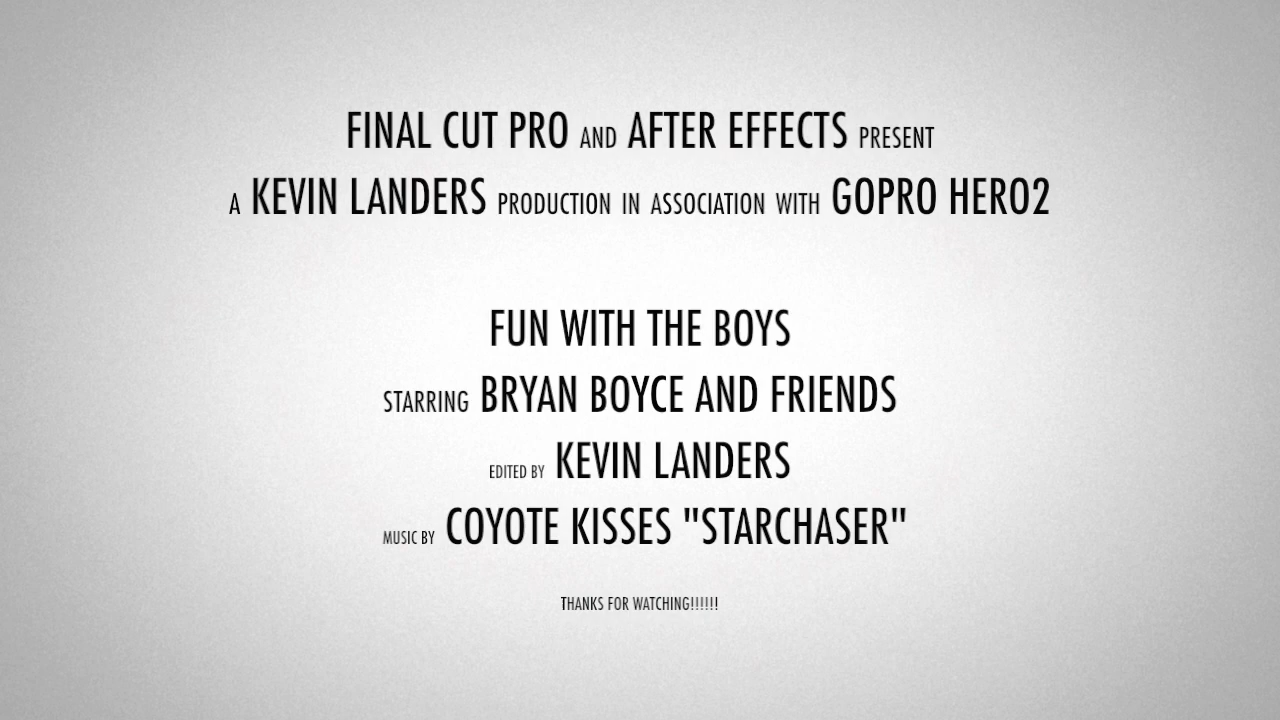 FINAL CUT PRO AND AFTER EFFECTS PRESENT
A KEVIN LANDERS PRODUCTION IN ASSOCIATION WITH GOPRO HERO2
FUN WITH THE BOYS
STARRING BRYAN BOYCE AND FRIENDS
EDITED BY KEVIN LANDERS
MUSIC BY COYOTE KISSES "STARCHASER"
THANKS FOR WATCHING!!!!!!